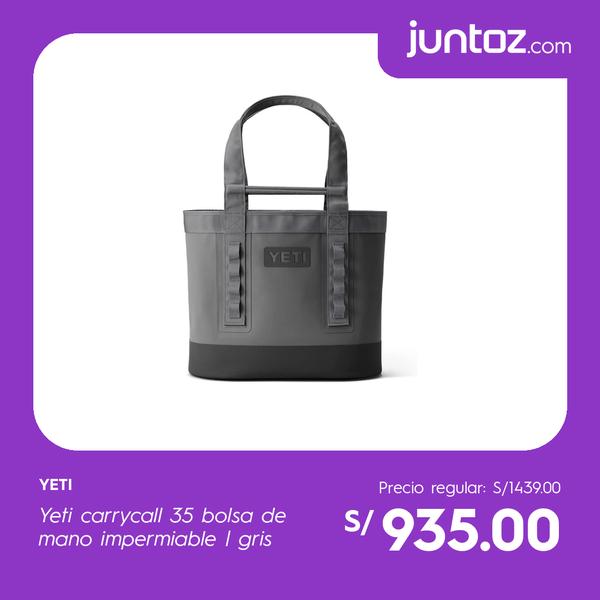 juntoz.com
YETI
YETI
Yeti carrycall 35 bolsa de
mano impermiable | gris
Precio regular: S/1439.00
S/ 935.00